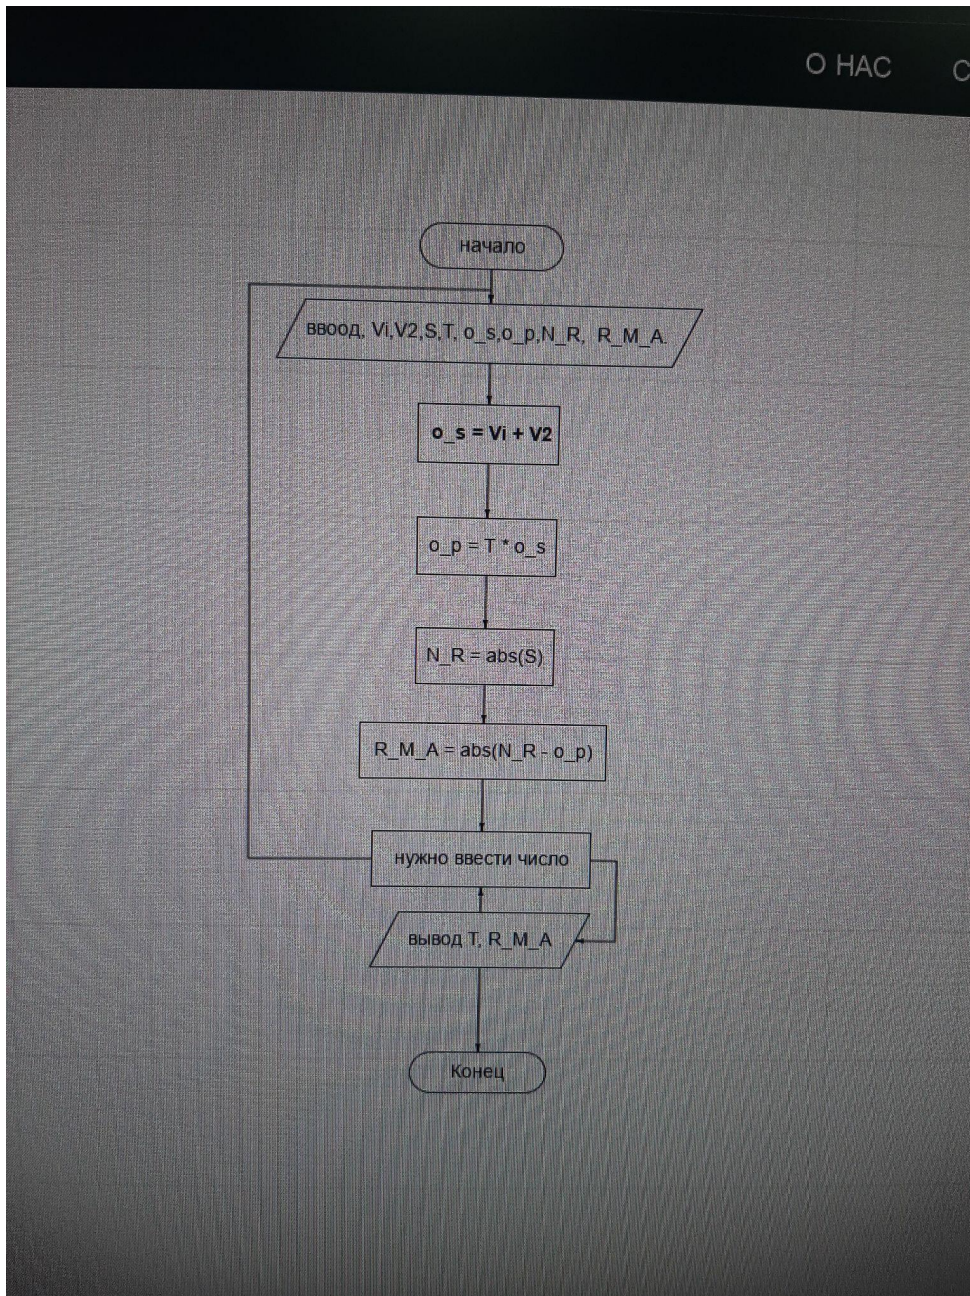 О НАС
начало
ввоод, Vi,V2,S,T, o_s,o_p,N_R, R_M_A.
o_s = Vi + V2
o_p = T * o_s
N_R = abs(S)
R_M_A = abs(N_R - o_p)
нужно ввести число
вывод T, R_M_A
Конец